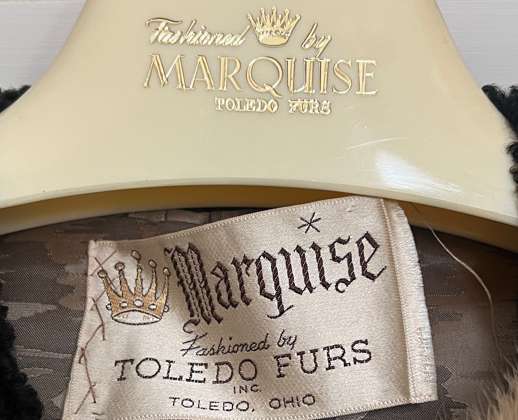 Fashioned by
MARQUISE
TOLEDO FURS
Marquise
Fashioned by
TOLEDO FURS
INC.
TOLEDO, OHIO